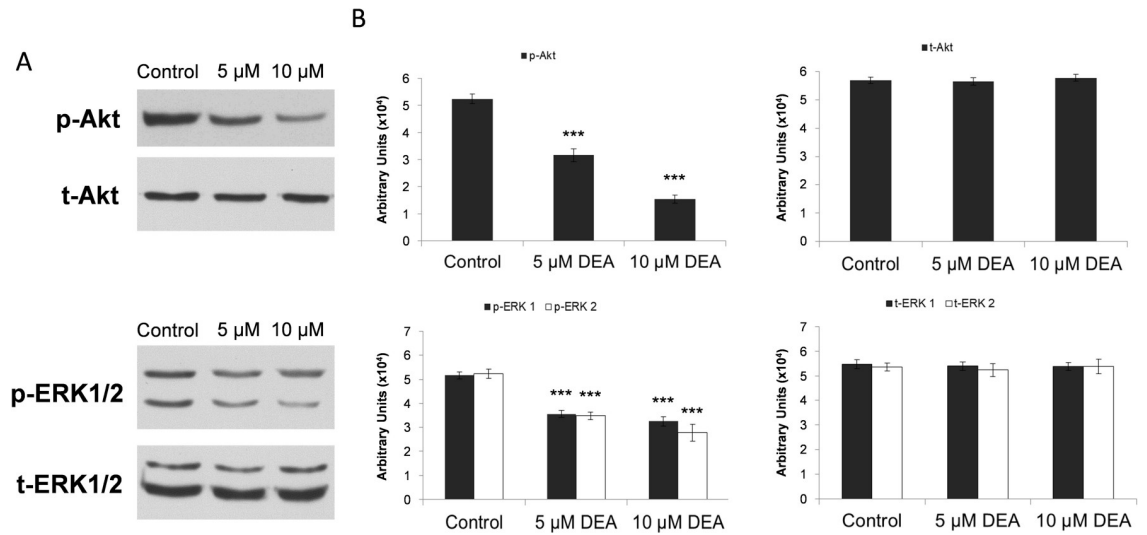 A
Control 5 µM 10 µM
p-Akt
t-Akt
Control 5 µM 10 µM
p-ERK1/2
t-ERK1/2
B
p-Akt
Arbitrary Units (x10⁴)
6
5
4
3
2
1
0
***
***
Control 5 µM DEA 10 µM DEA
t-Akt
Arbitrary Units (x10⁴)
6
5
4
3
2
1
0
Control 5 µM DEA 10 µM DEA
p-ERK 1 p-ERK 2
Arbitrary Units (x10⁴)
7
6
5
4
3
2
1
0
*** ***
*** ***
Control 5 µM DEA 10 µM DEA
t-ERK 1 t-ERK 2
Arbitrary Units (x10⁴)
7
6
5
4
3
2
1
0
Control 5 µM DEA 10 µM DEA